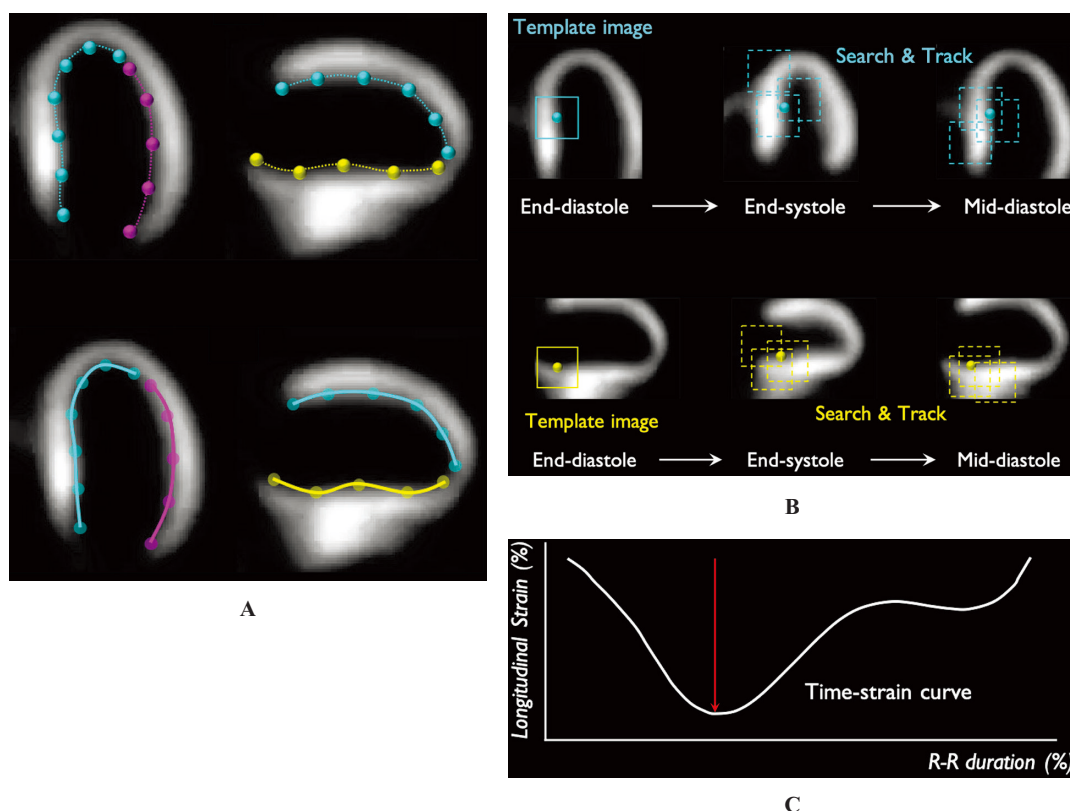 Template image
Search & Track
End-diastole
End-systole
Mid-diastole
Template image
Search & Track
End-diastole
End-systole
Mid-diastole
A
B
Longitudinal Strain (%)
Time-strain curve
R-R duration (%)
C